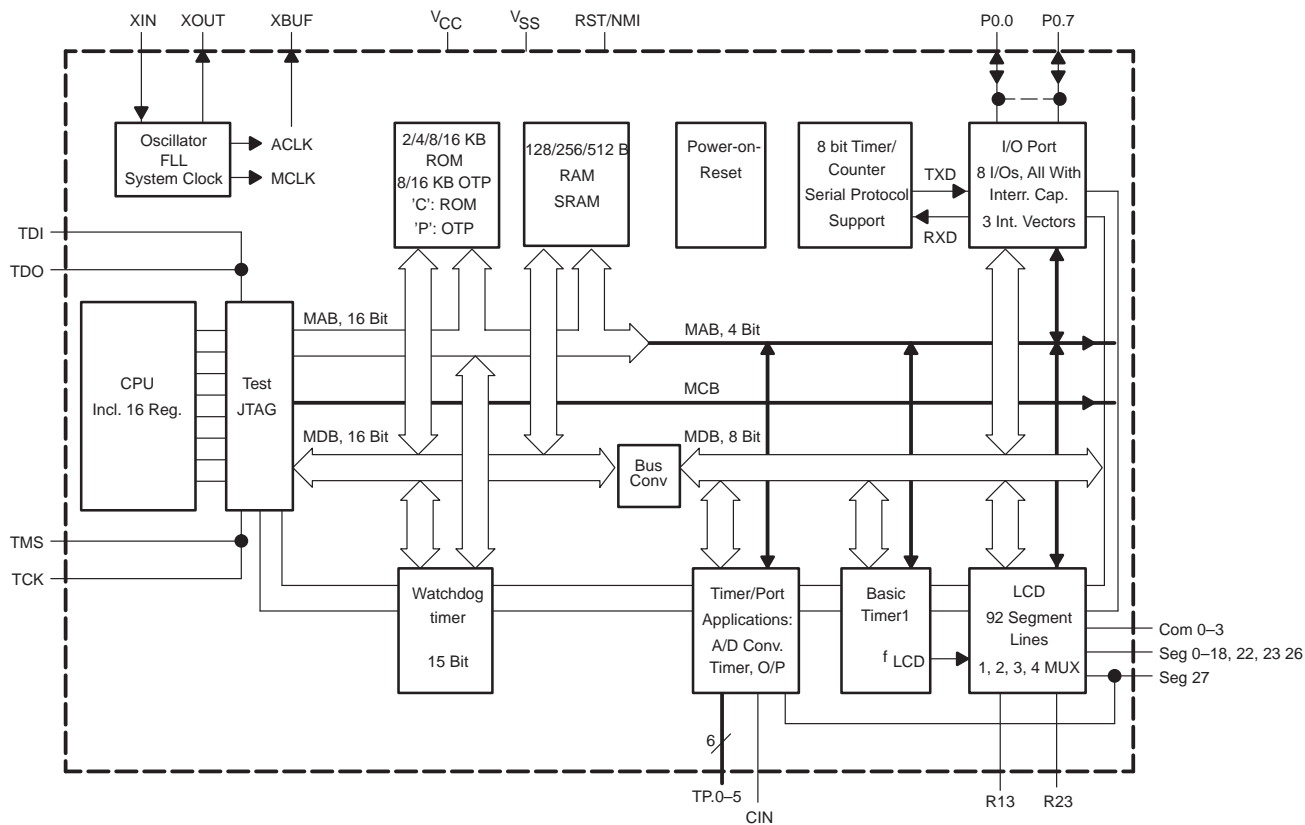 XIN
XOUT
XBUF
VCC
VSS
RST/NMI
P0.0
P0.7
Oscillator
FLL
System Clock
ACLK
MCLK
2/4/8/16 KB
ROM
8/16 KB OTP
'C': ROM
'P': OTP
128/256/512 B
RAM
SRAM
Power-on-
Reset
8 bit Timer/
Counter
Serial Protocol
Support
TXD
RXD
I/O Port
8 I/Os, All With
Interr. Cap.
3 Int. Vectors
TDI
TDO
CPU
Incl. 16 Reg.
Test
JTAG
MAB, 16 Bit
MAB, 4 Bit
MCB
MDB, 16 Bit
MDB, 8 Bit
Bus
Conv
TMS
TCK
Watchdog
timer
15 Bit
Timer/Port
Applications:
A/D Conv.
Timer, O/P
Basic
Timer1
f LCD
LCD
92 Segment
Lines
1, 2, 3, 4 MUX
Com 0–3
Seg 0–18, 22, 23 26
Seg 27
6
TP.0–5
CIN
R13
R23